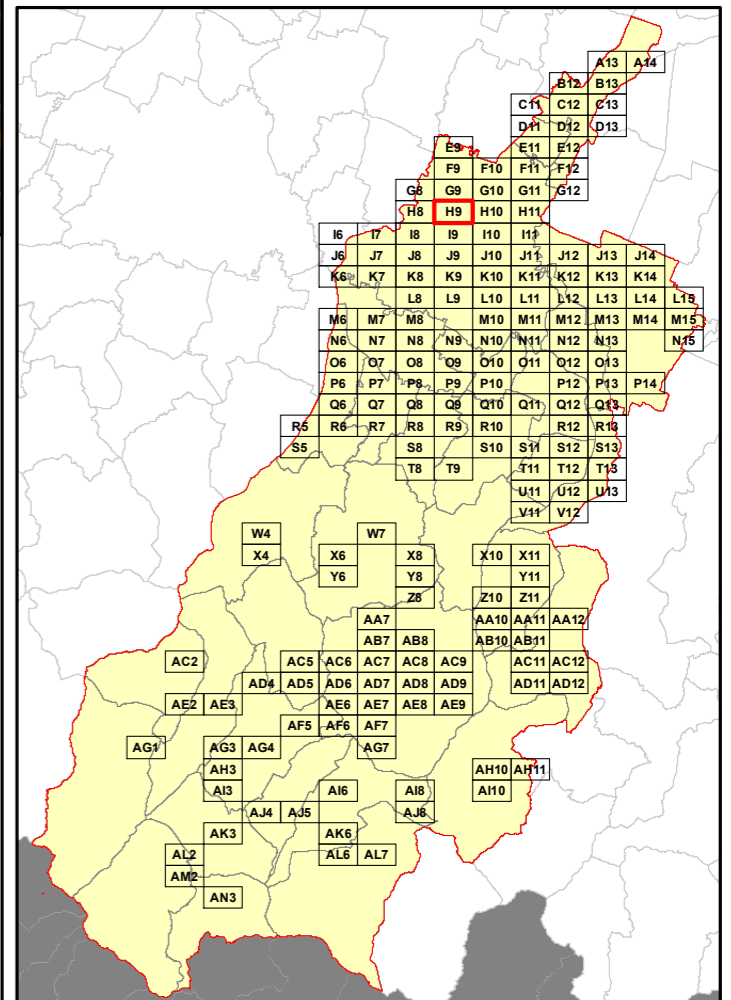 A13 A14
B12 B13
C11 C12 C13
D11 D12 D13
E9 E11 E12
F9 F10 F11 F12
G8 G9 G10 G11 G12
H8 H9 H10 H11
I6 I7 I8 I9 I10 I11
J6 J7 J8 J9 J10 J11 J12 J13 J14
K6 K7 K8 K9 K10 K11 K12 K13 K14
L8 L9 L10 L11 L12 L13 L14 L15
M6 M7 M8 M10 M11 M12 M13 M14 M15
N6 N7 N8 N9 N10 N11 N12 N13 N15
O6 O7 O8 O9 O10 O11 O12 O13
P6 P7 P8 P9 P10 P12 P13 P14
Q6 Q7 Q8 Q9 Q10 Q11 Q12 Q13
R5 R6 R7 R8 R9 R10 R12 R13
S5 S8 S10 S11 S12 S13
T8 T9 T11 T12 T13
U11 U12 U13
V11 V12
W4 W7
X4 X6 X8 X10 X11
Y6 Y8 Y11
Z8 Z10 Z11
AA7 AA10 AA11 AA12
AB7 AB8 AB10 AB11
AC2 AC5 AC6 AC7 AC8 AC9 AC11 AC12
AD4 AD5 AD6 AD7 AD8 AD9 AD11 AD12
AE2 AE3 AE6 AE7 AE8 AE9
AF5 AF6 AF7
AG1 AG3 AG4 AG7
AH3 AH10 AH11
AI3 AI6 AI8 AI10
AJ4 AJ5 AJ8
AK3 AK6
AL2 AL6 AL7
AM2
AN3